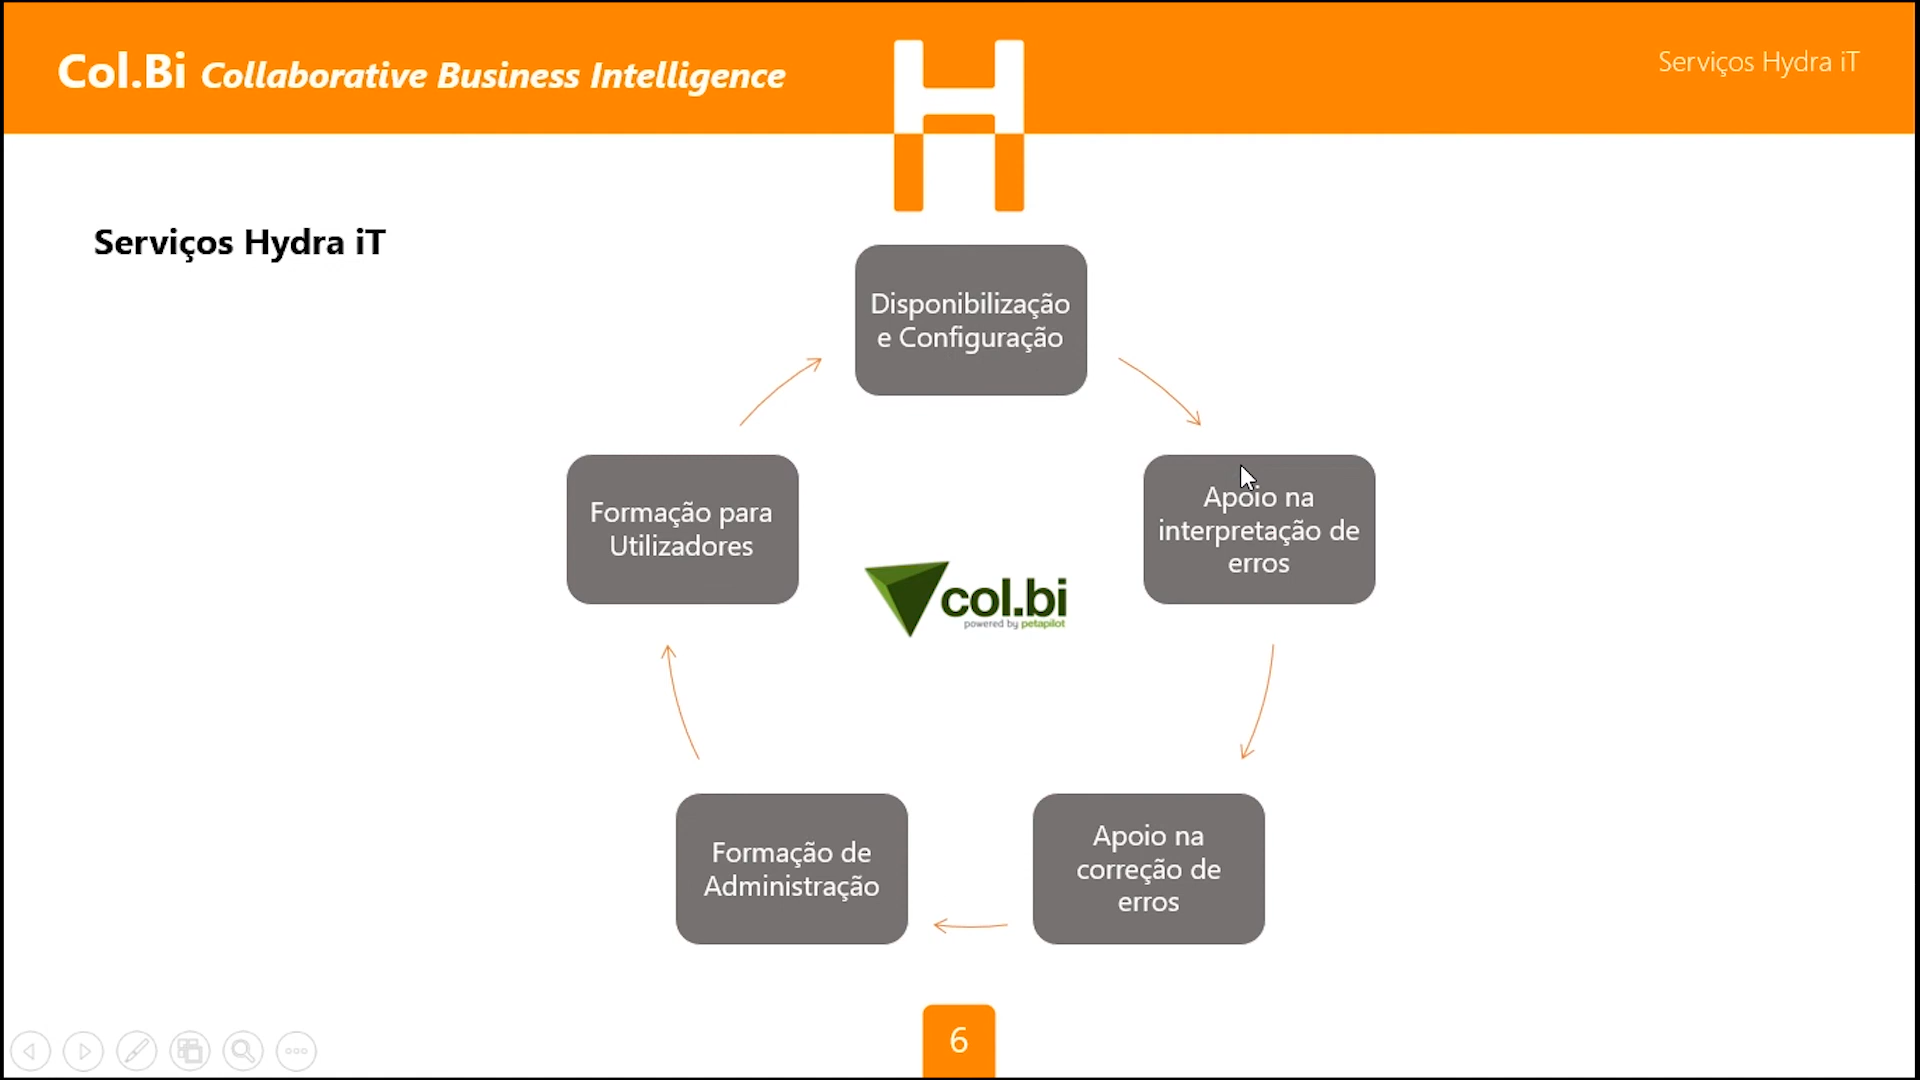 Col.Bi Collaborative Business Intelligence
Serviços Hydra iT
Serviços Hydra iT
Disponibilização
e Configuração
Formação para
Utilizadores
Apoio na
interpretação de
erros
col.bi
powered by petapilot
Formação de
Administração
Apoio na
correção de
erros
6